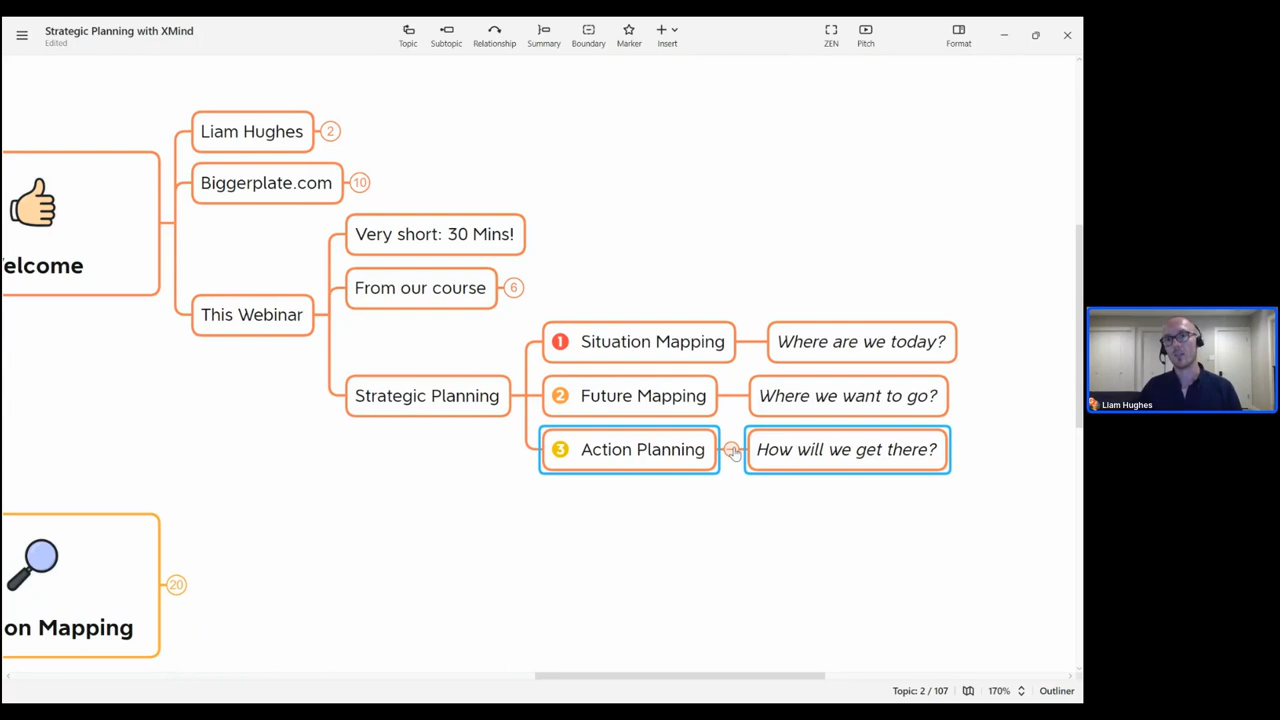 Strategic Planning with XMind
Edited
Topic
Subtopic
Relationship
Summary
Boundary
Marker
Insert
ZEN
Pitch
Format
Liam Hughes
2
Biggerplate.com
10
Very short: 30 Mins!
From our course
6
elcome
This Webinar
1 Situation Mapping
Where are we today?
Strategic Planning
2 Future Mapping
Where we want to go?
3 Action Planning
How will we get there?
Liam Hughes
20
on Mapping
Topic: 2 / 107
170%
Outliner